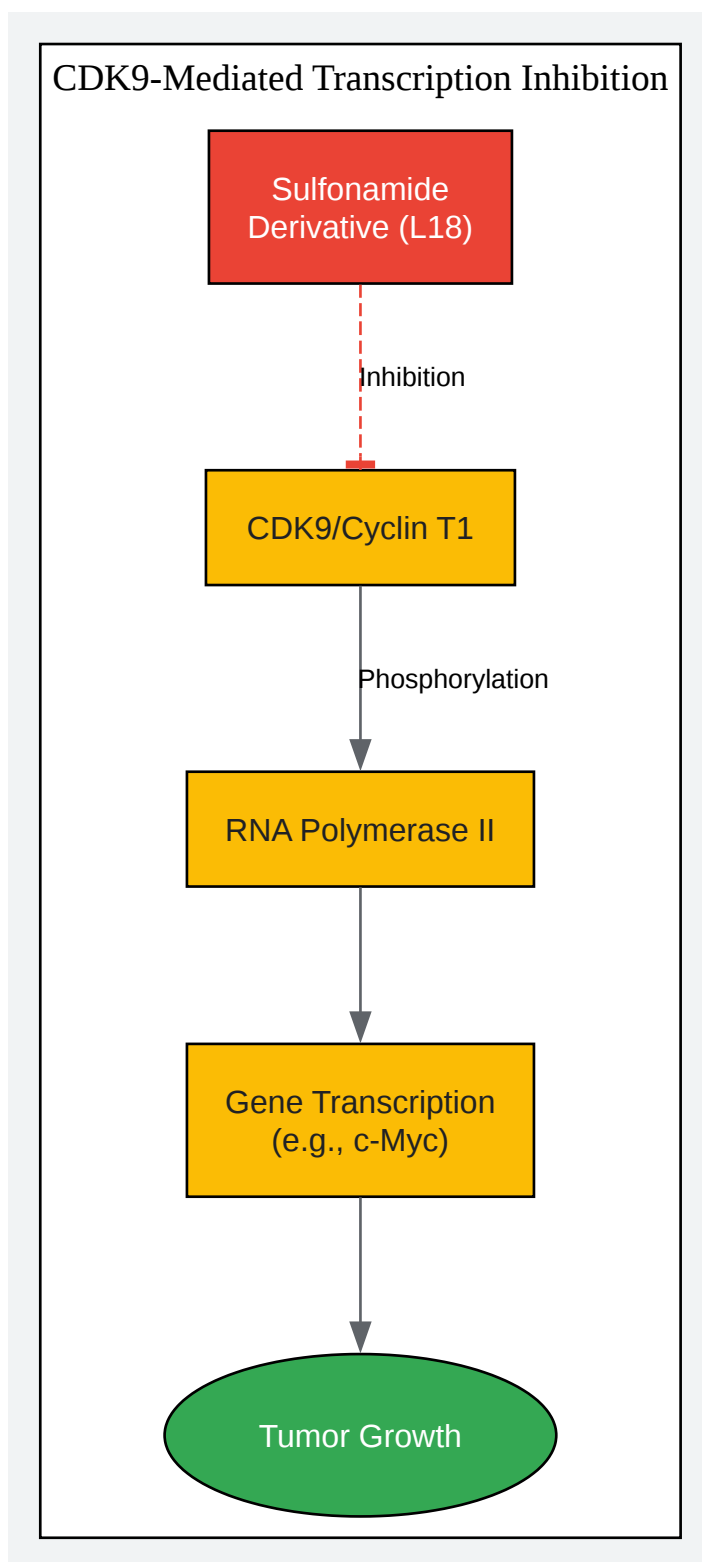 CDK9-Mediated Transcription Inhibition
Sulfonamide
Derivative (L18)
Inhibition
CDK9/Cyclin T1
Phosphorylation
RNA Polymerase II
Gene Transcription
(e.g., c-Myc)
Tumor Growth